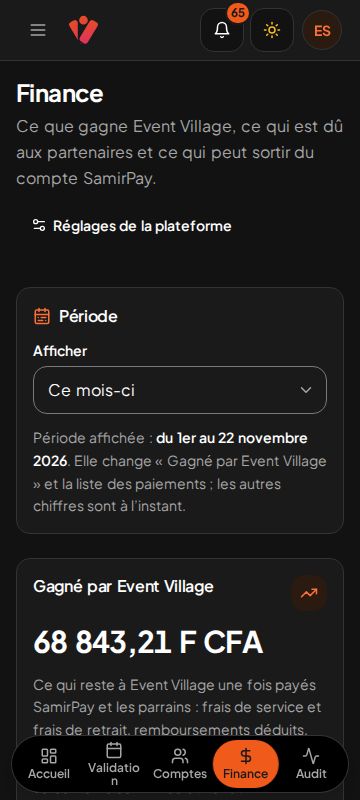 65
ES
Finance
Ce que gagne Event Village, ce qui est dû
aux partenaires et ce qui peut sortir du
compte SamirPay.
Réglages de la plateforme
Période
Afficher
Ce mois-ci
Période affichée : du 1er au 22 novembre
2026. Elle change « Gagné par Event Village
» et la liste des paiements ; les autres
chiffres sont à l'instant.
Gagné par Event Village
68 843,21 F CFA
Ce qui reste à Event Village une fois payés
SamirPay et les parrains : frais de service et
frais de retrait, remboursements déduits.
Accueil
Validatio
n
Comptes
Finance
Audit